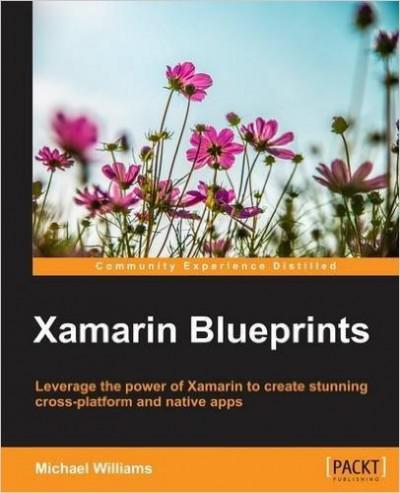 Community Experience Distilled
Xamarin Blueprints
Leverage the power of Xamarin to create stunning
cross-platform and native apps
Michael Williams
[PACKT]
PUBLISHING